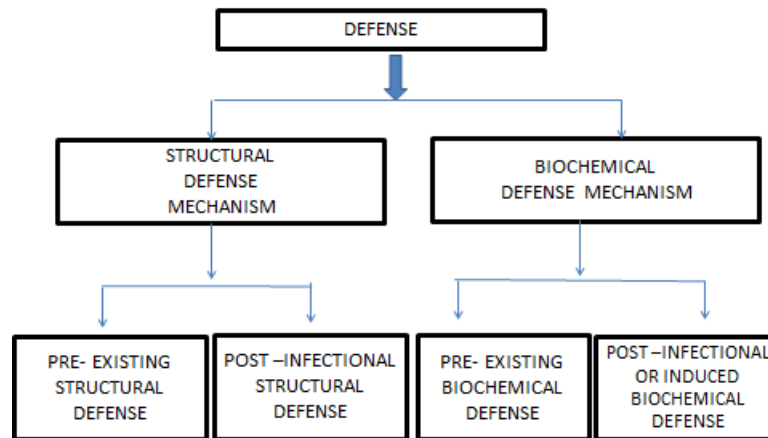 DEFENSE
STRUCTURAL
DEFENSE
MECHANISM
BIOCHEMICAL
DEFENSE MECHANISM
PRE- EXISTING
STRUCTURAL
DEFENSE
POST –INFECTIONAL
STRUCTURAL
DEFENSE
PRE- EXISTING
BIOCHEMICAL
DEFENSE
POST –INFECTIONAL
OR INDUCED
BIOCHEMICAL
DEFENSE